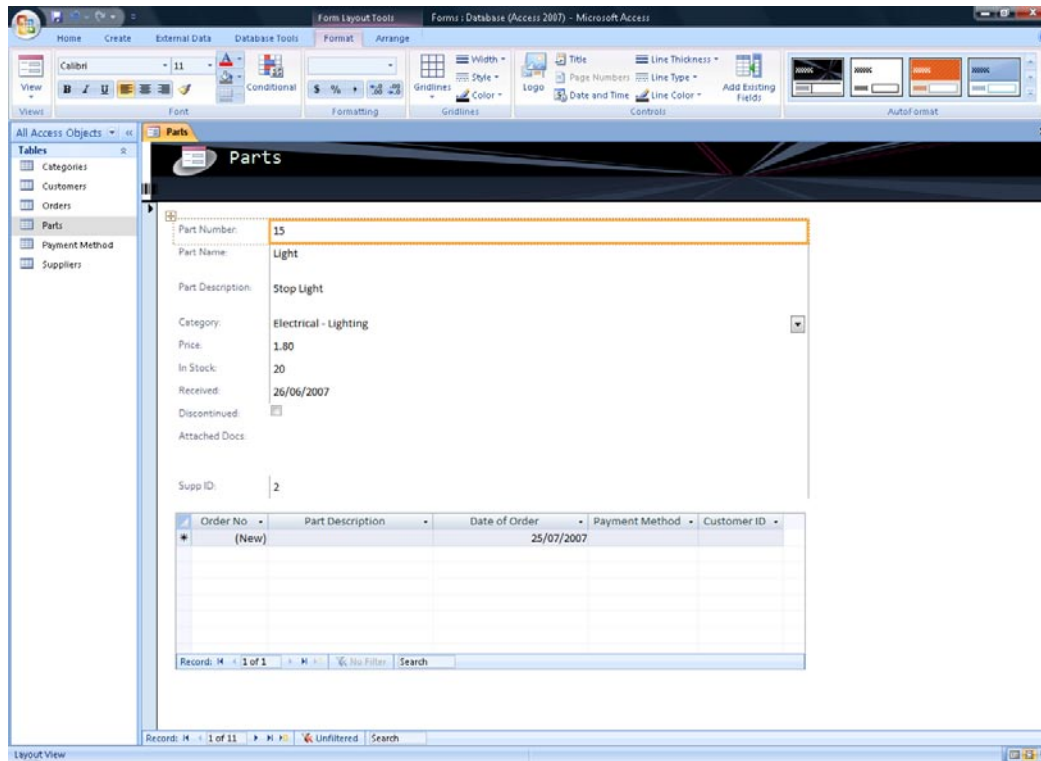 Form Layout Tools Forms : Database (Access 2007) - Microsoft Access
Home Create External Data Database Tools Format Arrange
View
Views
Calibri 11
B I U
Conditional
Font
$ %
Formatting
Gridlines
Width
Style
Color
Gridlines
Logo
Title
Page Numbers
Date and Time
Line Thickness
Line Type
Line Color
Add Existing Fields
Controls
AutoFormat
All Access Objects
Tables
Categories
Customers
Orders
Parts
Payment Method
Suppliers
Parts
Parts
Part Number: 15
Part Name: Light
Part Description: Stop Light
Category: Electrical - Lighting
Price: 1.80
In Stock: 20
Received: 26/06/2007
Discontinued:
Attached Docs:
Supp ID: 2
Order No Part Description Date of Order Payment Method Customer ID
(New) 25/07/2007
Record: 1 of 1 No Filter Search
Record: 1 of 11 Unfiltered Search
Layout View